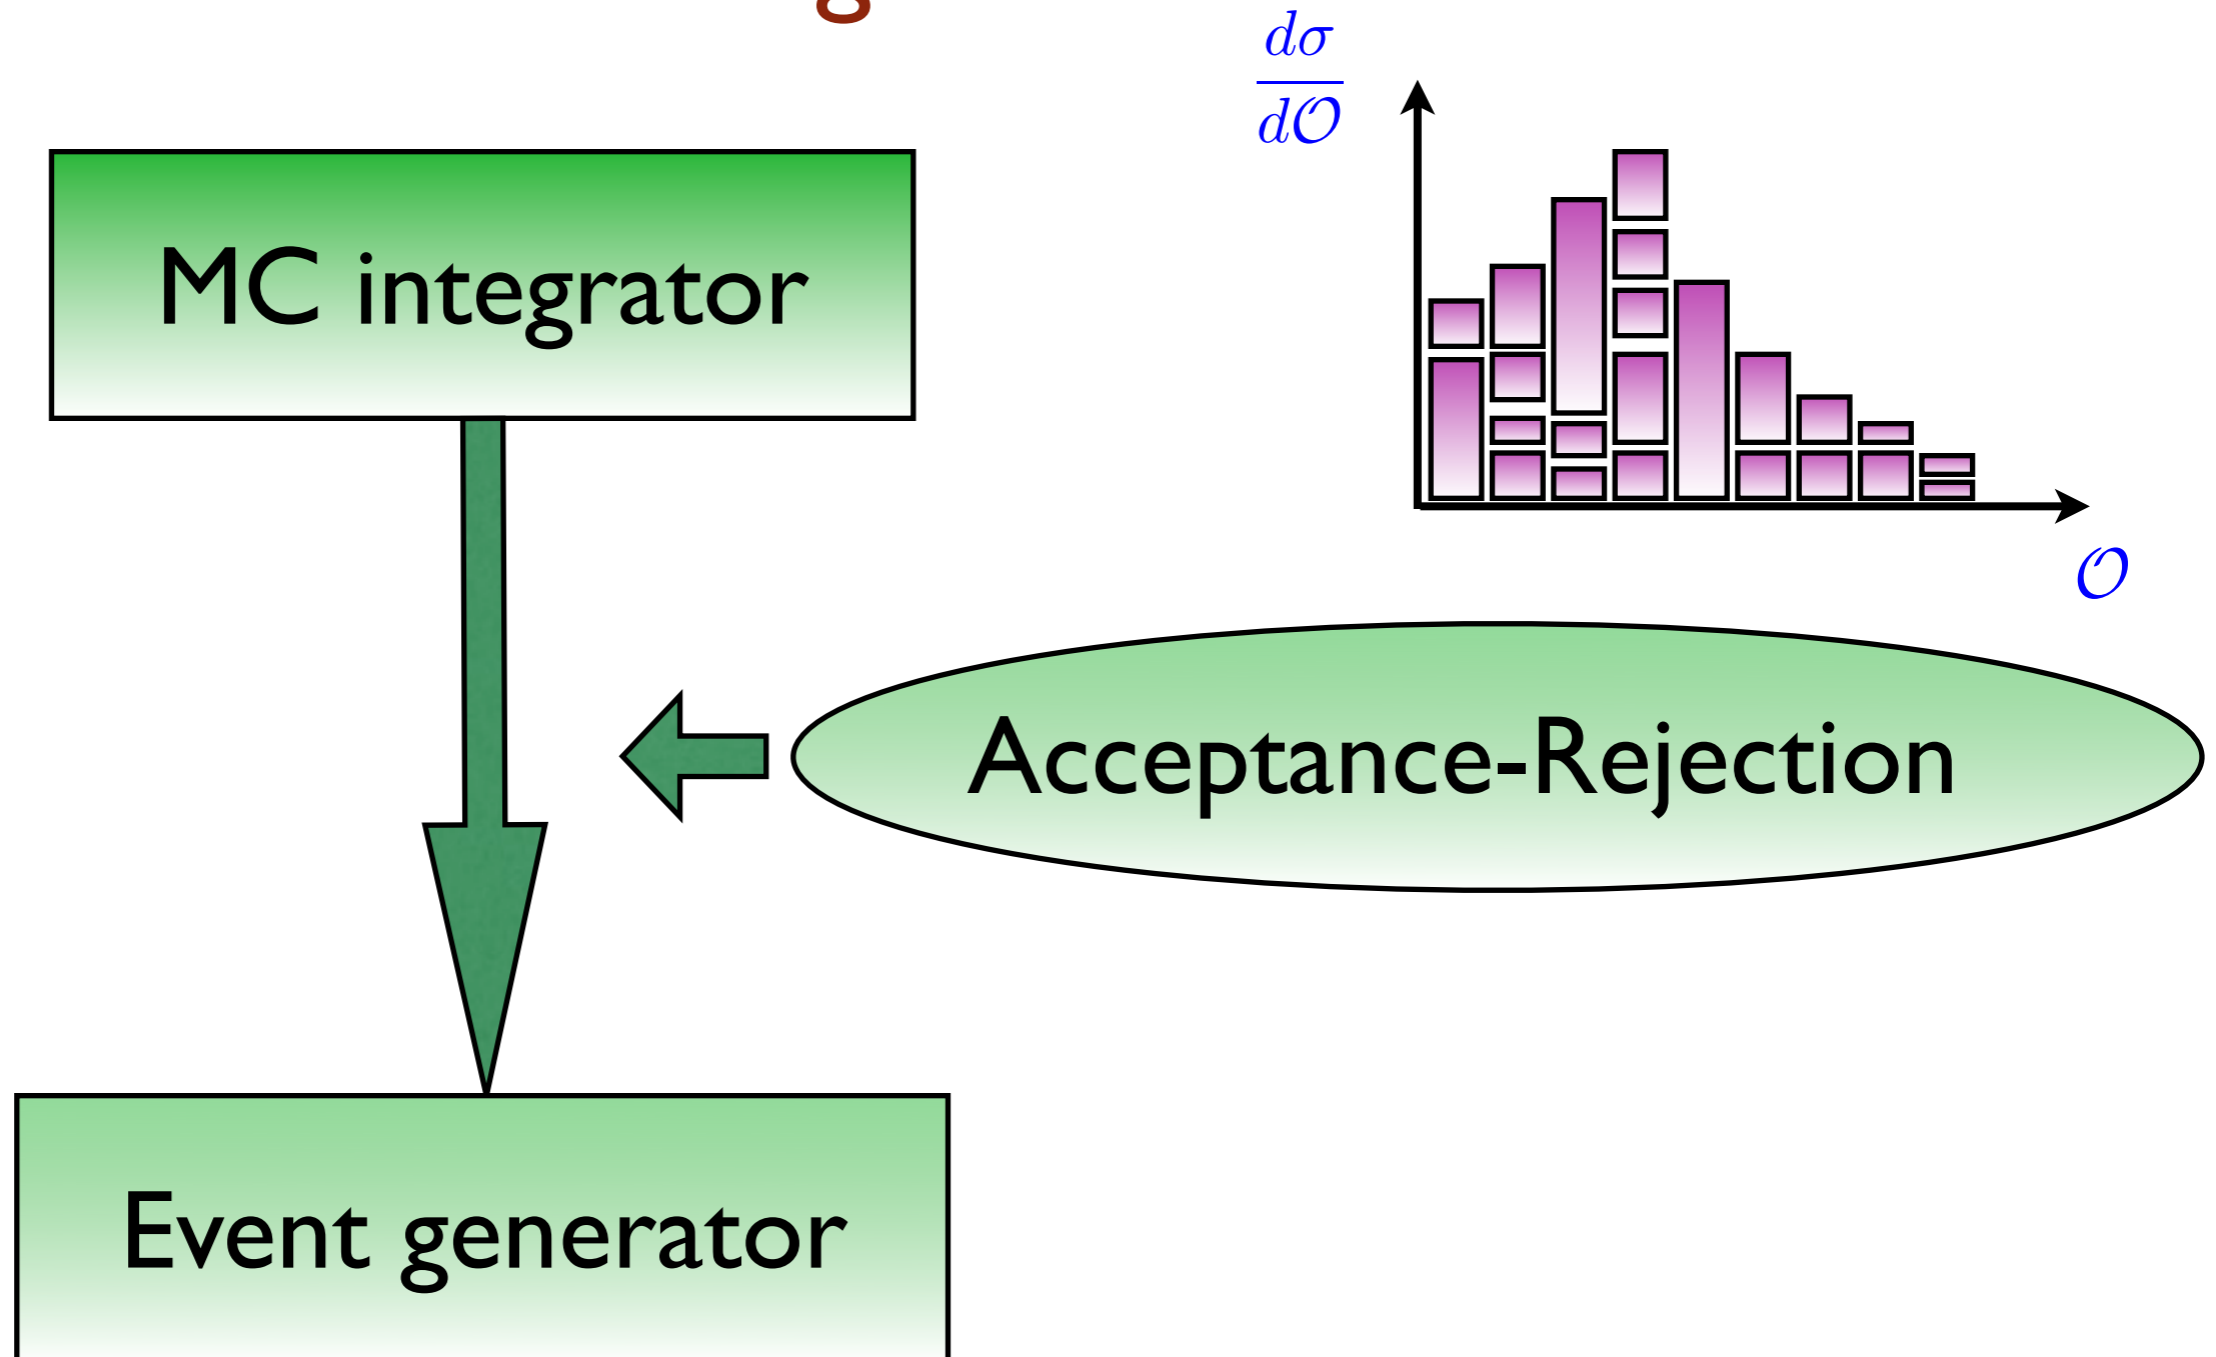 dσ
d𝒪
MC integrator
𝒪
Acceptance-Rejection
Event generator